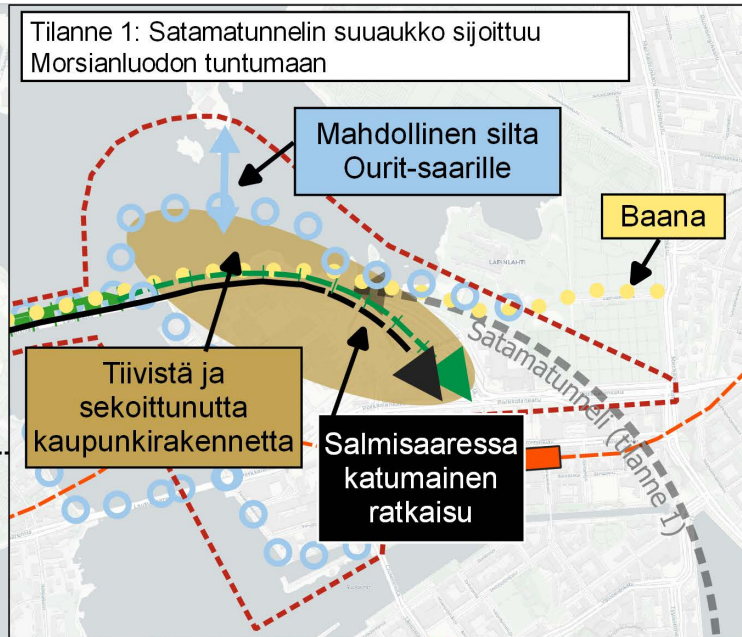 Tilanne 1: Satamatunnelin suuaukko sijoittuu
Morsianluodon tuntumaan
Mahdollinen silta
Ourit-saarille
Baana
LAPINLAHTI
Satamatunneli (tilanne 1)
Tiivistä ja
sekoittunutta
kaupunkirakennetta
Salmisaaressa
katumainen
ratkaisu